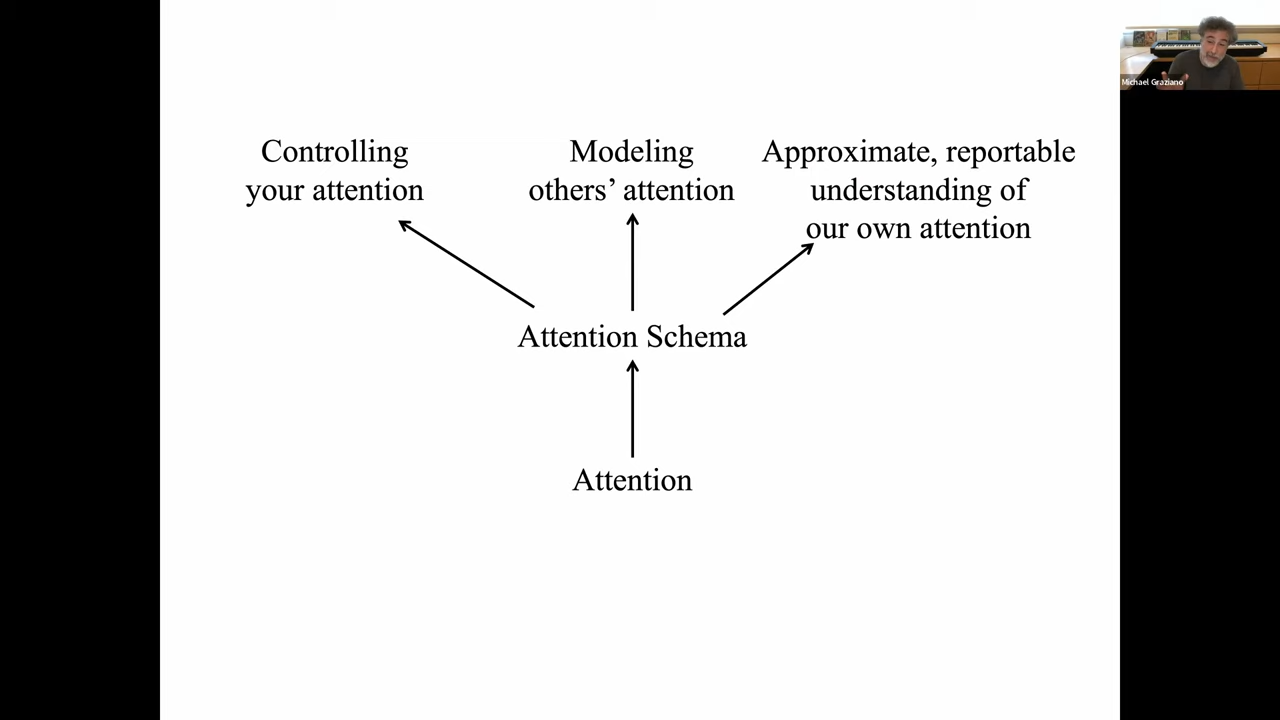 Michael Graziano
Controlling
your attention
Modeling
others’ attention
Approximate, reportable
understanding of
our own attention
Attention Schema
Attention